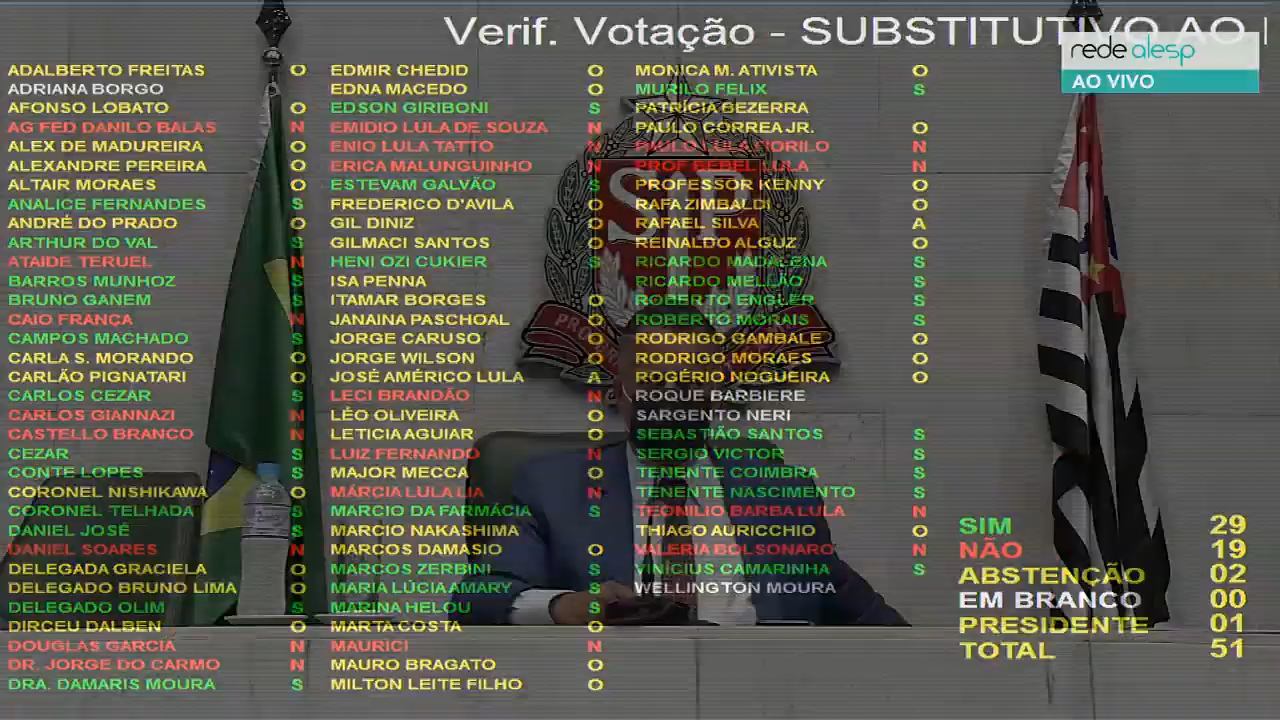 Verif. Votação - SUBSTITUTIVO AO
rede alesp
AO VIVO
ADALBERTO FREITAS O
ADRIANA BORGO
AFONSO LOBATO O
AG FED DANILO BALAS N
ALEX DE MADUREIRA O
ALEXANDRE PEREIRA O
ALTAIR MORAES O
ANALICE FERNANDES S
ANDRÉ DO PRADO O
ARTHUR DO VAL S
ATAIDE TERUEL N
BARROS MUNHOZ S
BRUNO GANEM S
CAIO FRANÇA N
CAMPOS MACHADO S
CARLA S. MORANDO O
CARLÃO PIGNATARI O
CARLOS CEZAR S
CARLOS GIANNAZI N
CASTELLO BRANCO N
CEZAR S
CONTE LOPES S
CORONEL NISHIKAWA O
CORONEL TELHADA S
DANIEL JOSÉ S
DANIEL SOARES N
DELEGADA GRACIELA O
DELEGADO BRUNO LIMA O
DELEGADO OLIM S
DIRCEU DALBEN O
DOUGLAS GARCIA N
DR. JORGE DO CARMO N
DRA. DAMARIS MOURA S
EDMIR CHEDID O
EDNA MACEDO O
EDSON GIRIBONI S
EMIDIO LULA DE SOUZA N
ENIO LULA TATTO N
ERICA MALUNGUINHO N
ESTEVAM GALVÃO S
FREDERICO D'AVILA O
GIL DINIZ O
GILMACI SANTOS O
HENI OZI CUKIER S
ISA PENNA
ITAMAR BORGES O
JANAINA PASCHOAL O
JORGE CARUSO O
JORGE WILSON O
JOSÉ AMÉRICO LULA A
LECI BRANDÃO N
LÉO OLIVEIRA O
LETICIA AGUIAR O
LUIZ FERNANDO N
MAJOR MECCA O
MÁRCIA LULA LIA N
MARCIO DA FARMÁCIA S
MARCIO NAKASHIMA
MARCOS DAMASIO O
MARCOS ZERBINI S
MARIA LÚCIA AMARY S
MARINA HELOU S
MARTA COSTA O
MAURICI N
MAURO BRAGATO O
MILTON LEITE FILHO O
MONICA M. ATIVISTA O
MURILO FELIX S
PATRÍCIA BEZERRA
PAULO CORREA JR. O
PAULO LULA FIORILO N
PROF BEBEL LULA N
PROFESSOR KENNY O
RAFA ZIMBALDI O
RAFAEL SILVA A
REINALDO ALGUZ O
RICARDO MADALENA S
RICARDO MELLÃO S
ROBERTO ENGLER S
ROBERTO MORAIS S
RODRIGO GAMBALE O
RODRIGO MORAES O
ROGÉRIO NOGUEIRA O
ROQUE BARBIERE
SARGENTO NERI
SEBASTIÃO SANTOS S
SERGIO VICTOR S
TENENTE COIMBRA S
TENENTE NASCIMENTO S
TEONILIO BARBA LULA N
THIAGO AURICCHIO O
VALERIA BOLSONARO N
VINÍCIUS CAMARINHA S
WELLINGTON MOURA
SIM 29
NÃO 19
ABSTENÇÃO 02
EM BRANCO 00
PRESIDENTE 01
TOTAL 51
SP